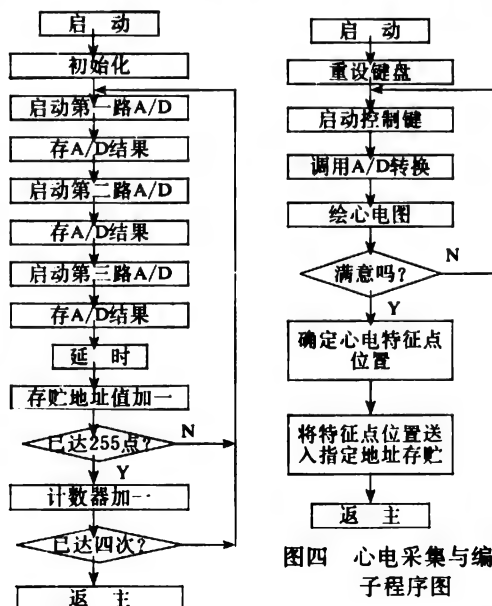 启 动
初始化
启动第一路A/D
存A/D结果
启动第二路A/D
存A/D结果
启动第三路A/D
存A/D结果
延 时
存贮地址值加一
已达255点?
N
Y
计数器加一
已达四次?
返 主
启 动
重设键盘
启动控制键
调用A/D转换
绘心电图
满意吗?
N
Y
确定心电特征点
位置
将特征点位置送
入指定地址存贮
返 主
图四 心电采集与编
子程序图